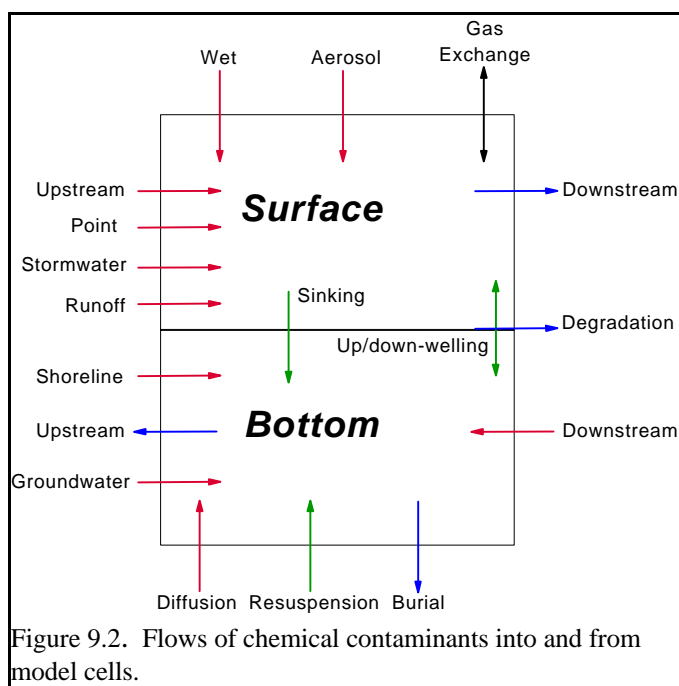 Gas
Wet Aerosol Exchange
Upstream Downstream
Surface
Point
Stormwater
Sinking
Runoff
Degradation
Up/down-welling
Shoreline
Bottom
Upstream Downstream
Groundwater
Diffusion Resuspension Burial
Figure 9.2. Flows of chemical contaminants into and from
model cells.